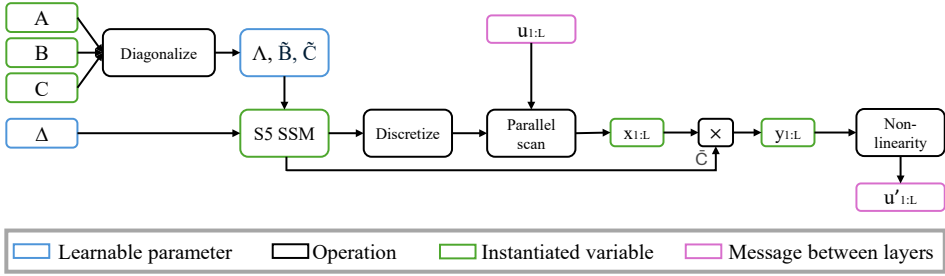 A
B
C
Diagonalize
Λ, B̃, C̃
u1:L
Δ
S5 SSM
Discretize
Parallel
scan
x1:L
×
C̄
y1:L
Non-
linearity
u'1:L
Learnable parameter
Operation
Instantiated variable
Message between layers